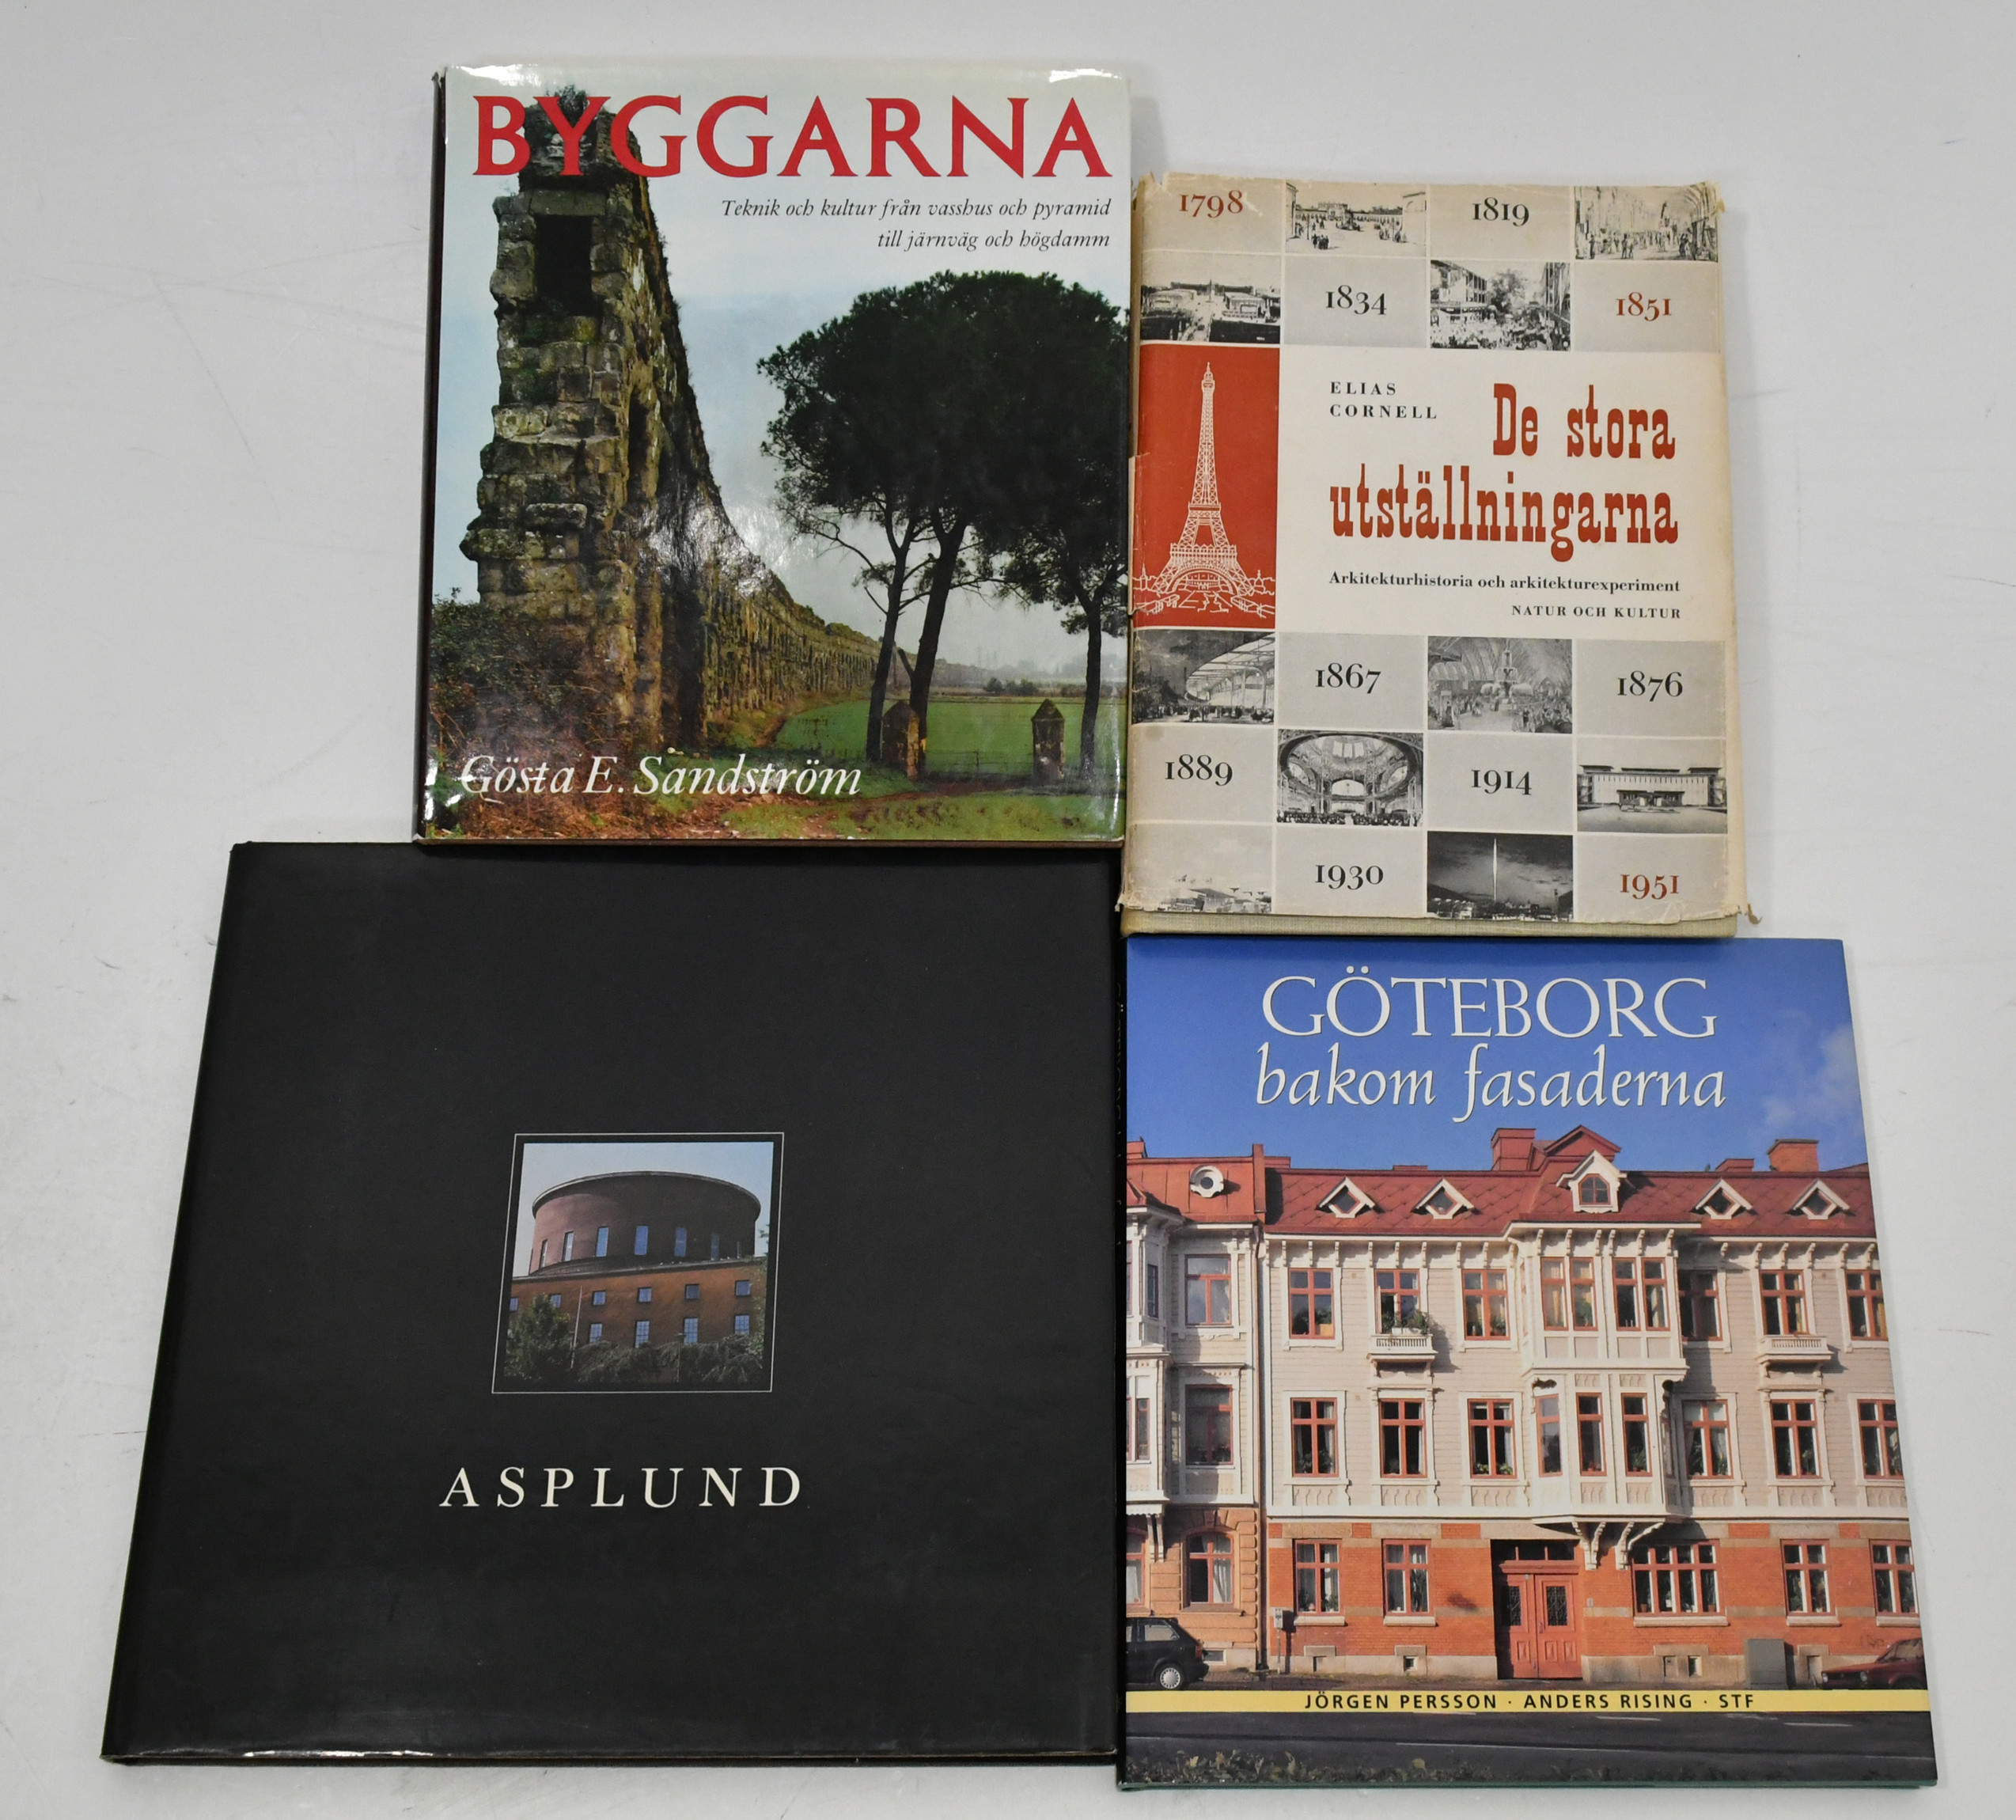 BYGGARNA
Teknik och kultur från vasshus och pyramid
till järnväg och högdamm
Gösta E. Sandström
1798
1819
1834
1851
ELIAS
CORNELL
De stora
utställningarna
Arkitekturhistoria och arkitekturexperiment
NATUR OCH KULTUR
1867
1876
1889
1914
1930
1951
ASPLUND
GÖTEBORG
bakom fasaderna
JÖRGEN PERSSON · ANDERS RISING · STF